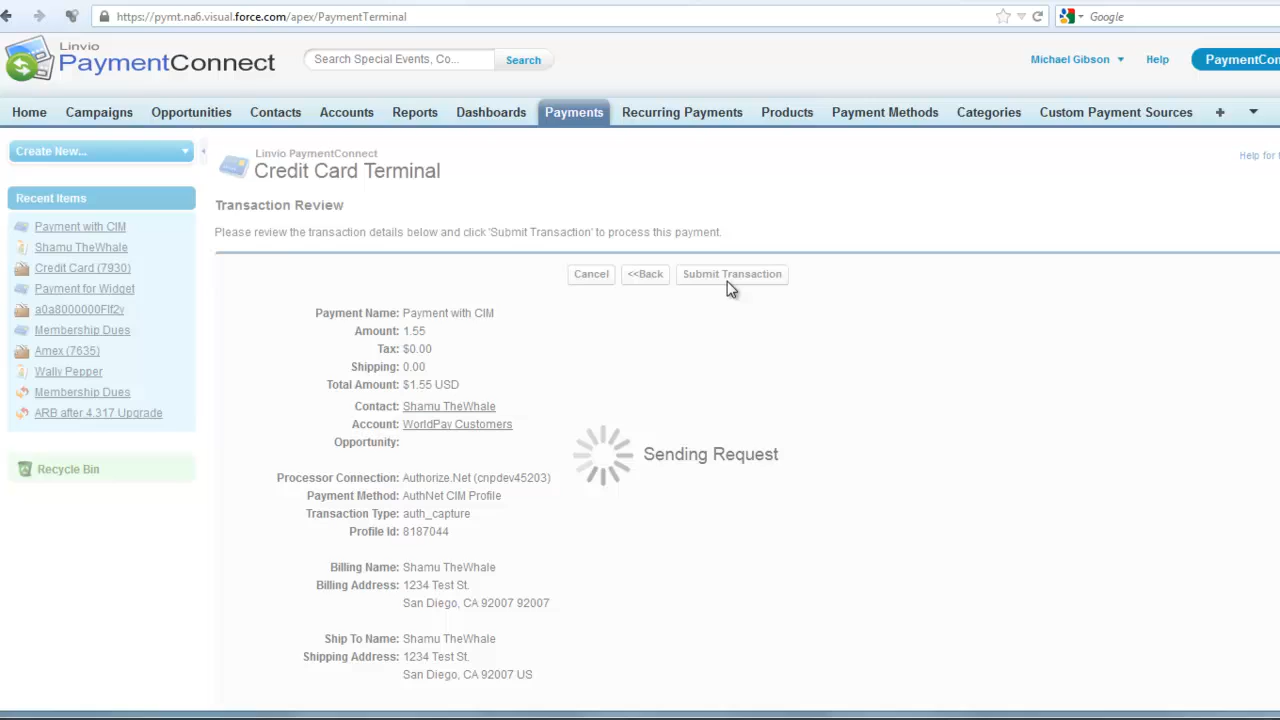 https://pymt.na6.visual.force.com/apex/PaymentTerminal
Google
Linvio
PaymentConnect
Search Special Events, Co...
Search
Michael Gibson
Help
PaymentCon
Home
Campaigns
Opportunities
Contacts
Accounts
Reports
Dashboards
Payments
Recurring Payments
Products
Payment Methods
Categories
Custom Payment Sources
+
Create New...
Linvio PaymentConnect
Credit Card Terminal
Help for
Recent Items
Payment with CIM
Shamu TheWhale
Credit Card (7930)
Payment for Widget
a0a8000000FIf2y
Membership Dues
Amex (7635)
Wally Pepper
Membership Dues
ARB after 4.317 Upgrade
Recycle Bin
Transaction Review
Please review the transaction details below and click 'Submit Transaction' to process this payment.
Cancel
<<Back
Submit Transaction
Payment Name: Payment with CIM
Amount: 1.55
Tax: $0.00
Shipping: 0.00
Total Amount: $1.55 USD
Contact: Shamu TheWhale
Account: WorldPay Customers
Opportunity:
Sending Request
Processor Connection: Authorize.Net (cnpdev45203)
Payment Method: AuthNet CIM Profile
Transaction Type: auth_capture
Profile Id: 8187044
Billing Name: Shamu TheWhale
Billing Address: 1234 Test St.
San Diego, CA 92007 92007
Ship To Name: Shamu TheWhale
Shipping Address: 1234 Test St.
San Diego, CA 92007 US